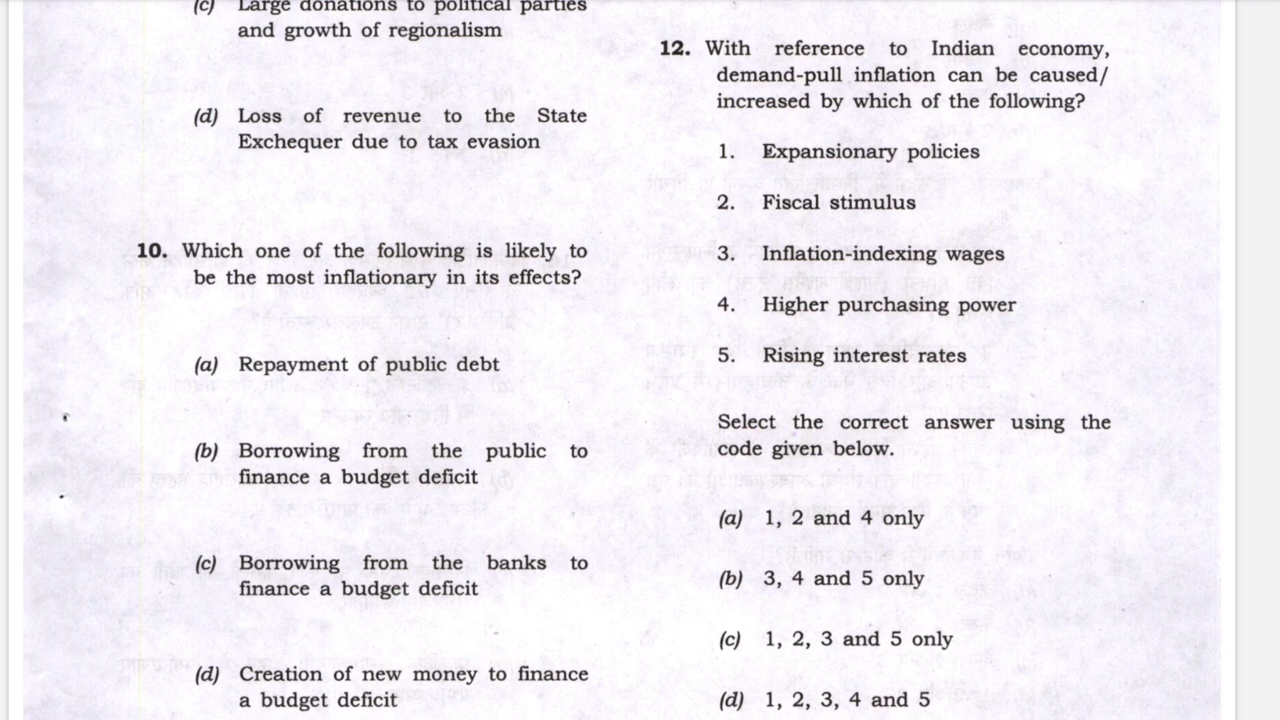 (c) Large donations to political parties
and growth of regionalism
(d) Loss of revenue to the State
Exchequer due to tax evasion
10. Which one of the following is likely to
be the most inflationary in its effects?
(a) Repayment of public debt
(b) Borrowing from the public to
finance a budget deficit
(c) Borrowing from the banks to
finance a budget deficit
(d) Creation of new money to finance
a budget deficit
12. With reference to Indian economy,
demand-pull inflation can be caused/
increased by which of the following?
1. Expansionary policies
2. Fiscal stimulus
3. Inflation-indexing wages
4. Higher purchasing power
5. Rising interest rates
Select the correct answer using the
code given below.
(a) 1, 2 and 4 only
(b) 3, 4 and 5 only
(c) 1, 2, 3 and 5 only
(d) 1, 2, 3, 4 and 5